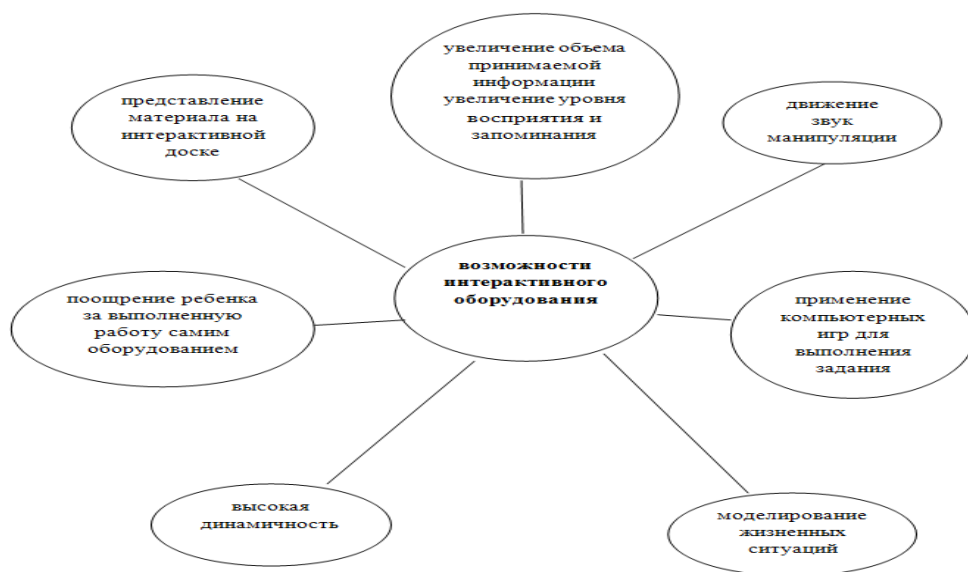 увеличение объема
принимаемой
информации
увеличение уровня
восприятия и
запоминания
представление
материала на
интерактивной
доске
движение
звук
манипуляции
возможности
интерактивного
оборудования
поощрение ребенка
за выполненную
работу самим
оборудованием
применение
компьютерных
игр для
выполнения
задания
высокая
динамичность
моделирование
жизненных
ситуаций